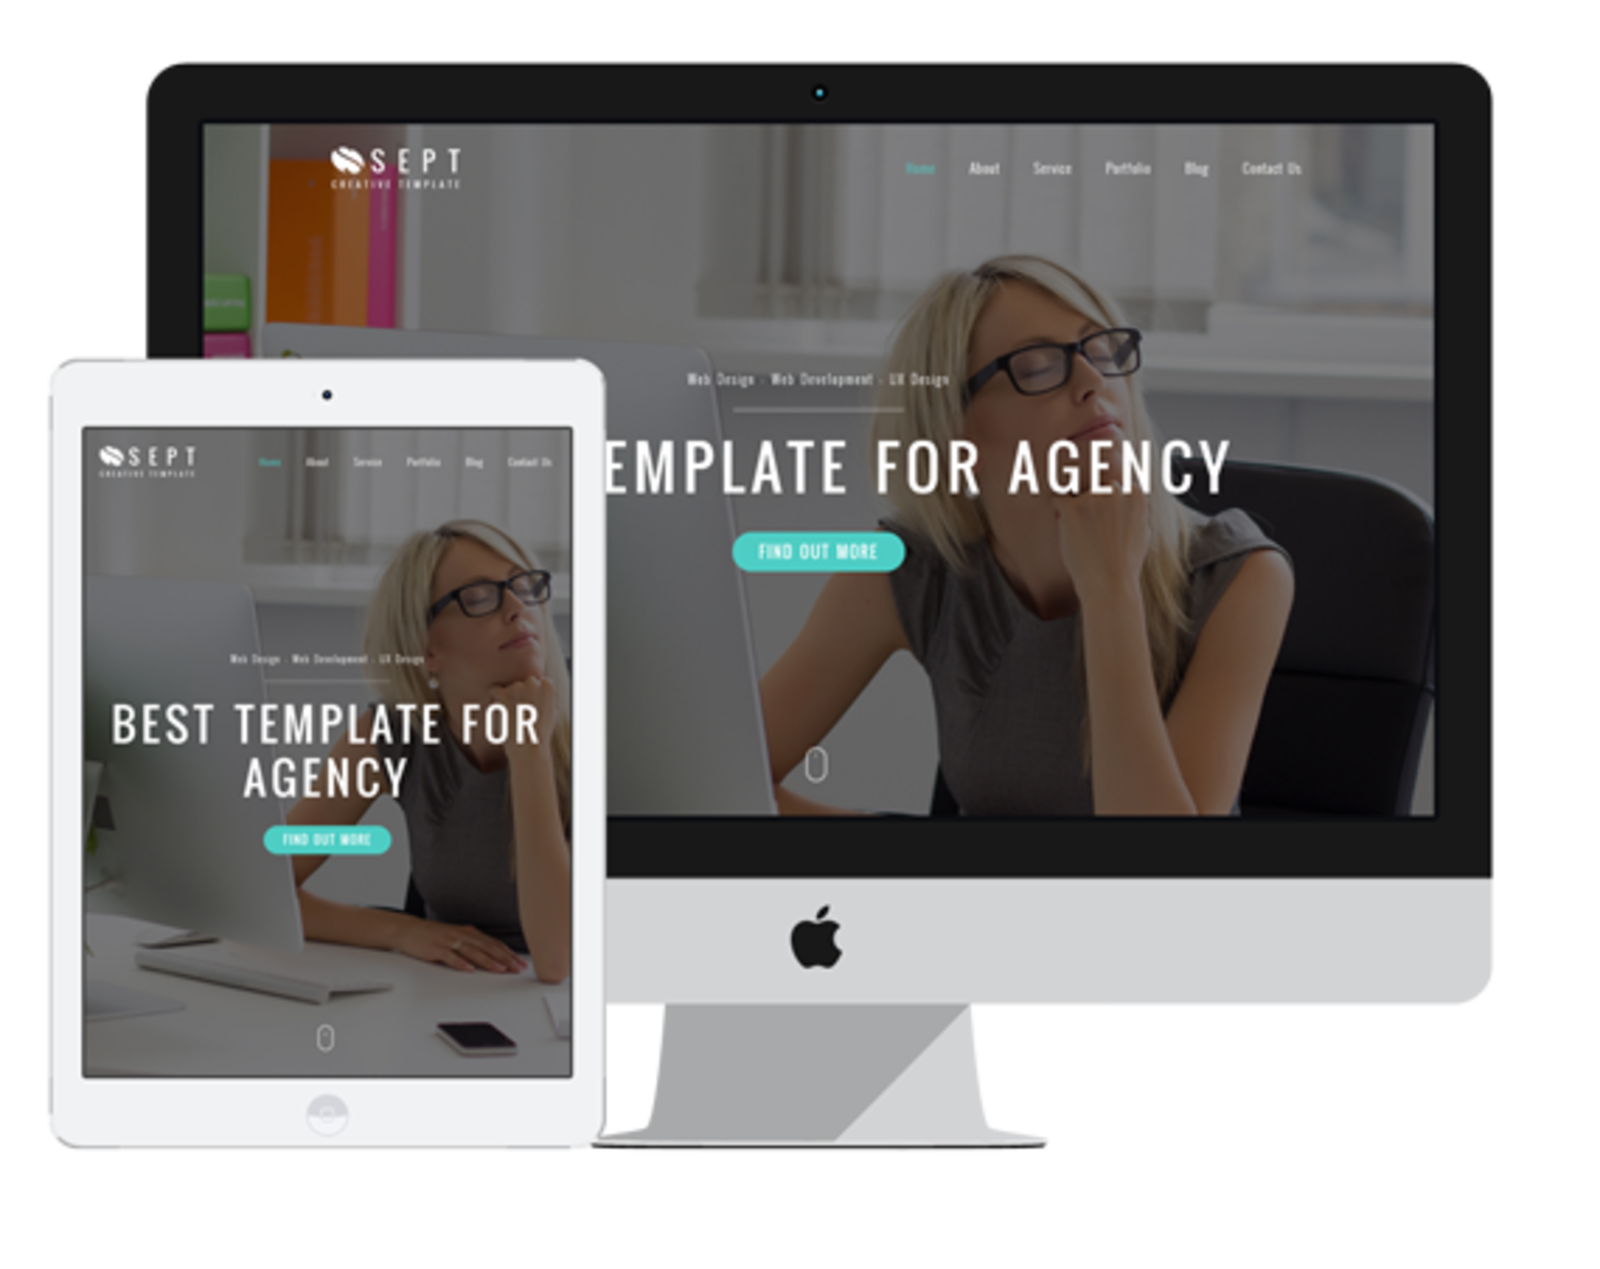 SEPT
CREATIVE TEMPLATE
Home About Service Portfolio Blog Contact Us
Web Design - Web Development - UX Design
EMPLATE FOR AGENCY
FIND OUT MORE
SEPT
CREATIVE TEMPLATE
Home About Service Portfolio Blog Contact Us
Web Design - Web Development - UX Design
BEST TEMPLATE FOR
AGENCY
FIND OUT MORE